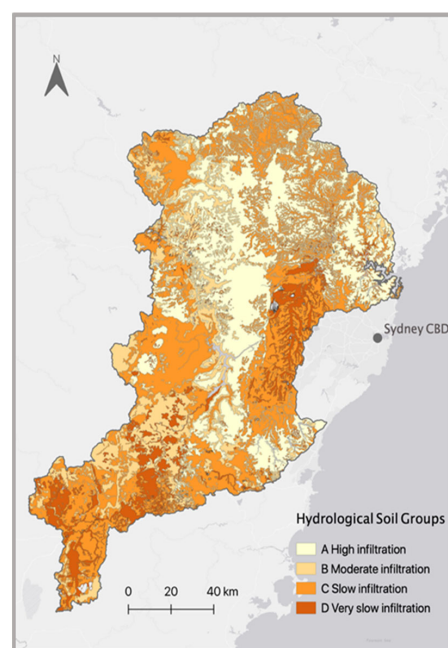 N
Sydney CBD
Hydrological Soil Groups
A High infiltration
B Moderate infiltration
C Slow infiltration
D Very slow infiltration
0 20 40 km